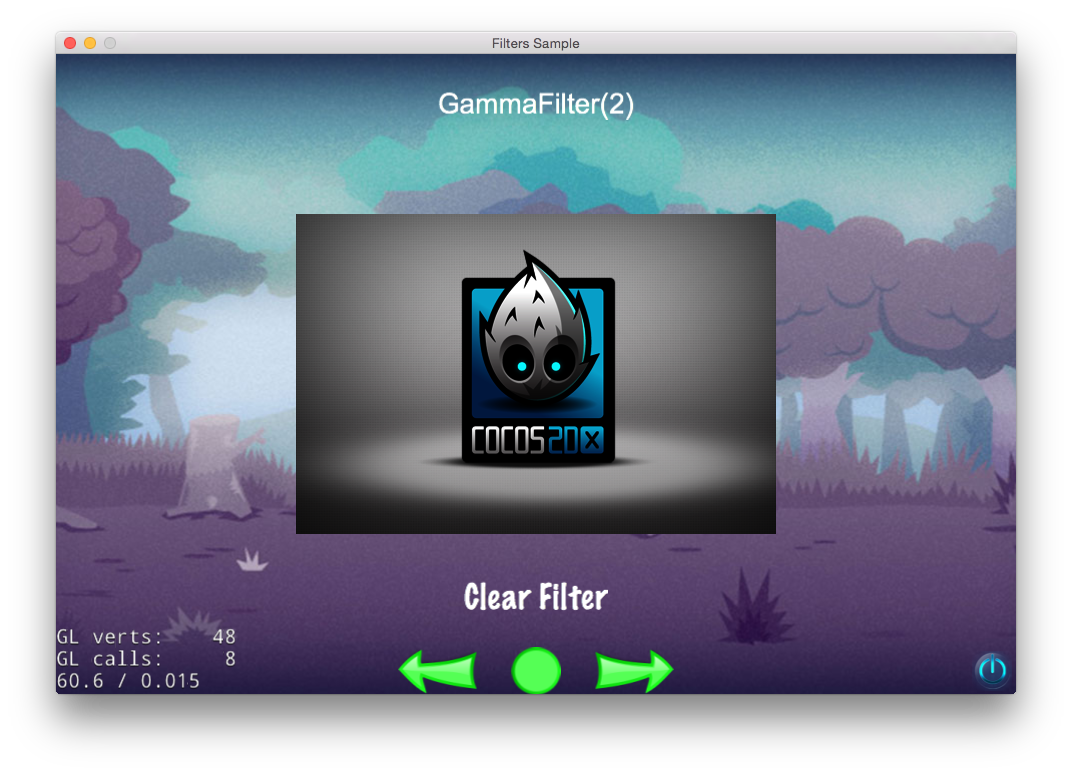 Filters Sample
GammaFilter(2)
COCOS2DX
Clear Filter
GL verts: 48
GL calls: 8
60.6 / 0.015